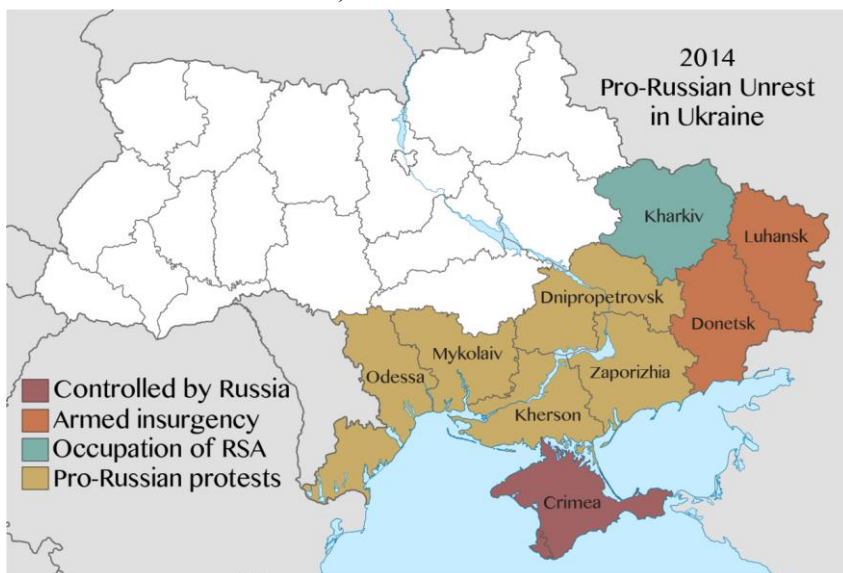 2014
Pro-Russian Unrest
in Ukraine
Kharkiv
Luhansk
Dnipropetrovsk
Donetsk
Mykolaiv
Odessa
Zaporizhia
Kherson
Crimea
Controlled by Russia
Armed insurgency
Occupation of RSA
Pro-Russian protests